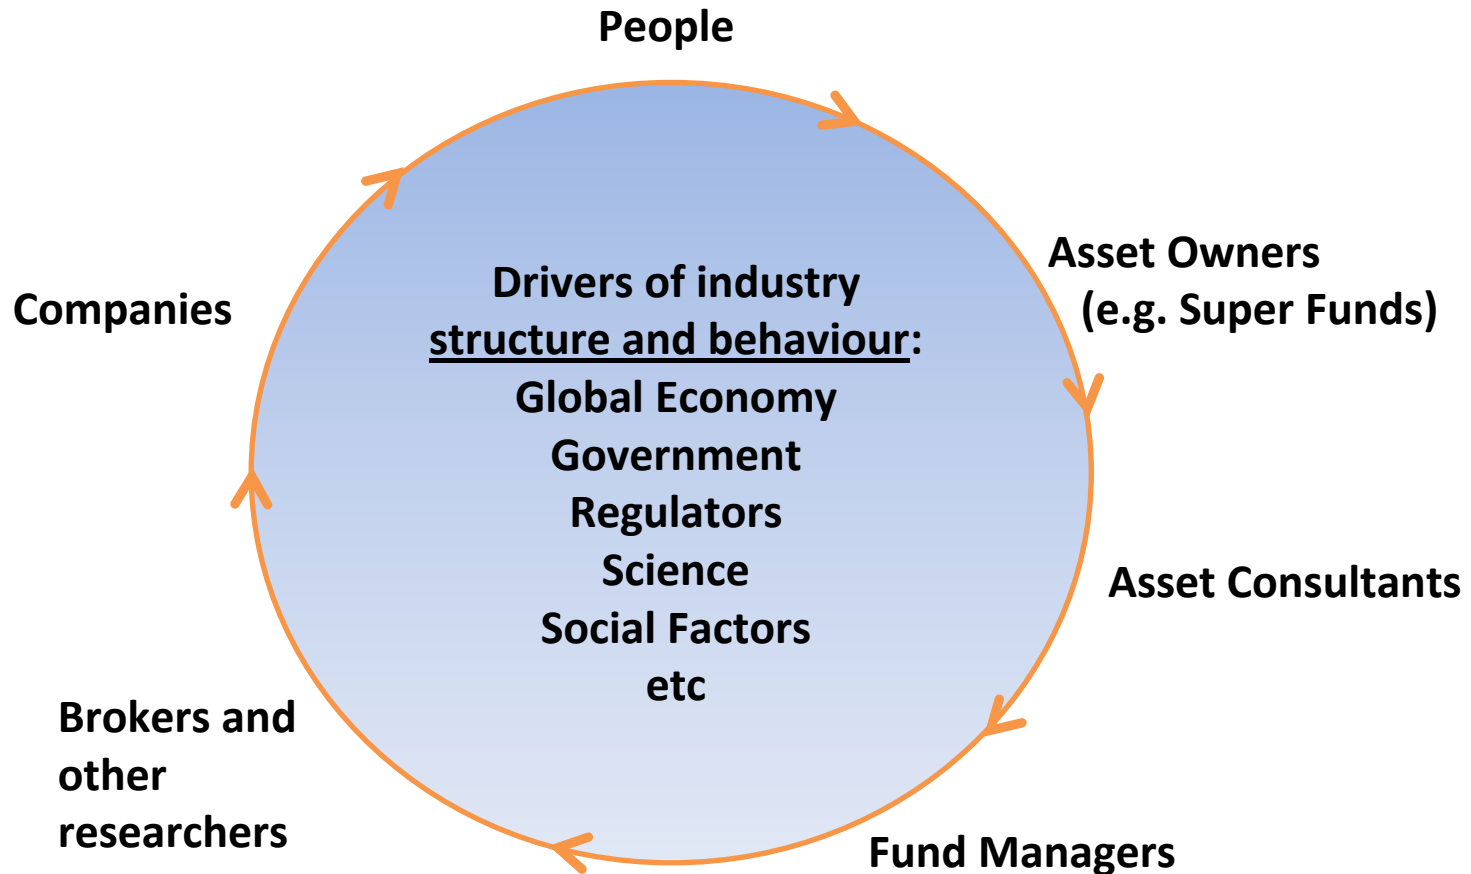 People
Asset Owners
(e.g. Super Funds)
Companies
Drivers of industry
structure and behaviour:
Global Economy
Government
Regulators
Science
Social Factors
etc
Asset Consultants
Brokers and
other
researchers
Fund Managers